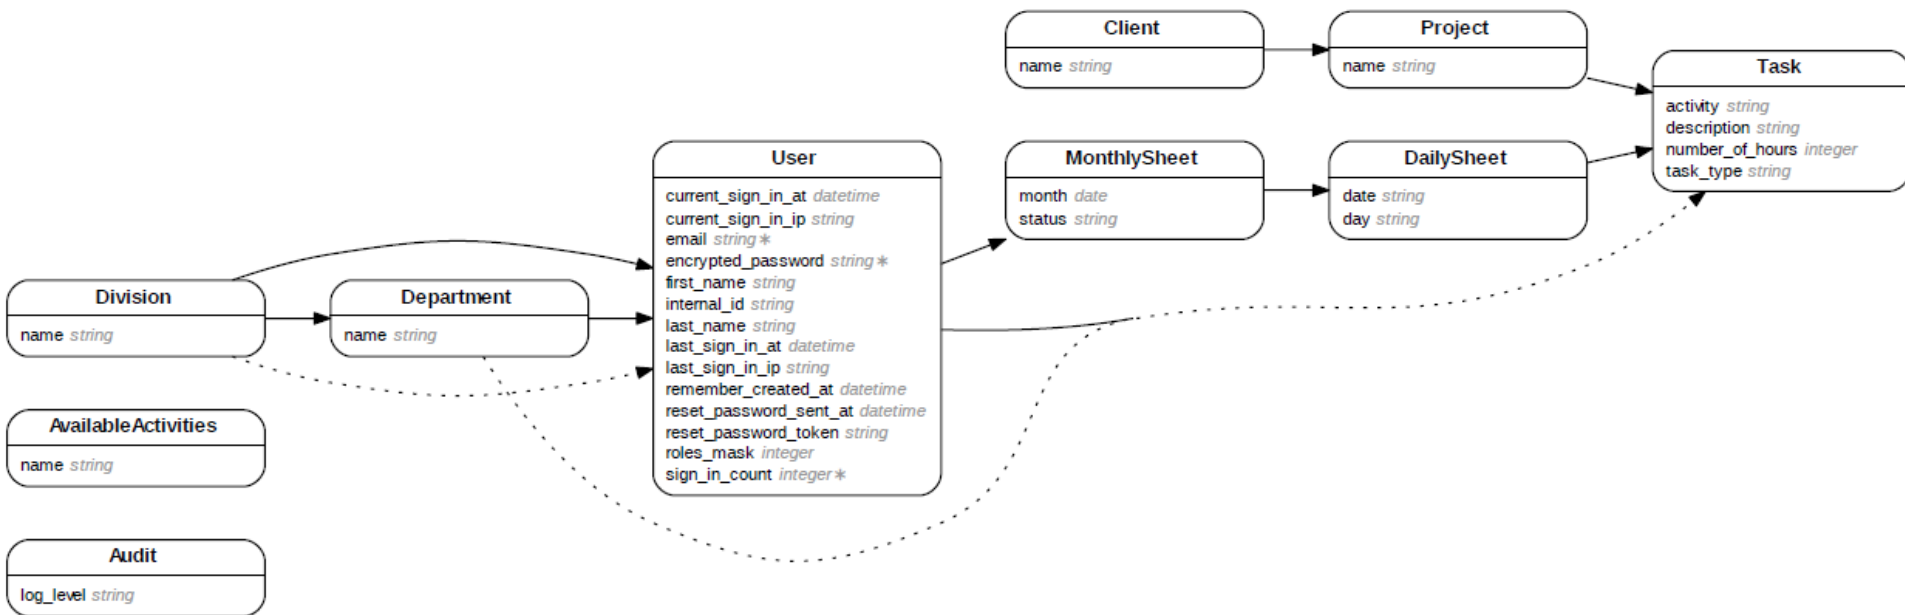 Client
name string
Project
name string
Task
activity string
description string
number_of_hours integer
task_type string
User
current_sign_in_at datetime
current_sign_in_ip string
email string *
encrypted_password string *
first_name string
internal_id string
last_name string
last_sign_in_at datetime
last_sign_in_ip string
remember_created_at datetime
reset_password_sent_at datetime
reset_password_token string
roles_mask integer
sign_in_count integer *
MonthlySheet
month date
status string
DailySheet
date string
day string
Division
name string
Department
name string
AvailableActivities
name string
Audit
log_level string